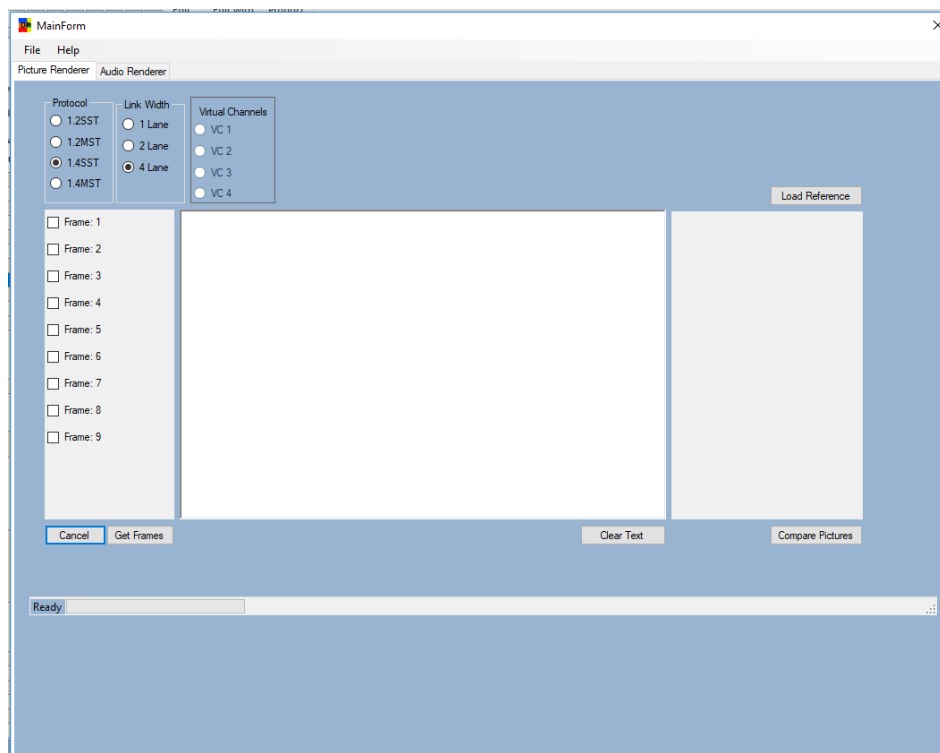 MainForm
File Help
Picture Renderer Audio Renderer
Protocol
1.2SST
1.2MST
1.4SST
1.4MST
Link Width
1 Lane
2 Lane
4 Lane
Virtual Channels
VC 1
VC 2
VC 3
VC 4
Load Reference
Frame: 1
Frame: 2
Frame: 3
Frame: 4
Frame: 5
Frame: 6
Frame: 7
Frame: 8
Frame: 9
Cancel Get Frames Clear Text Compare Pictures
Ready